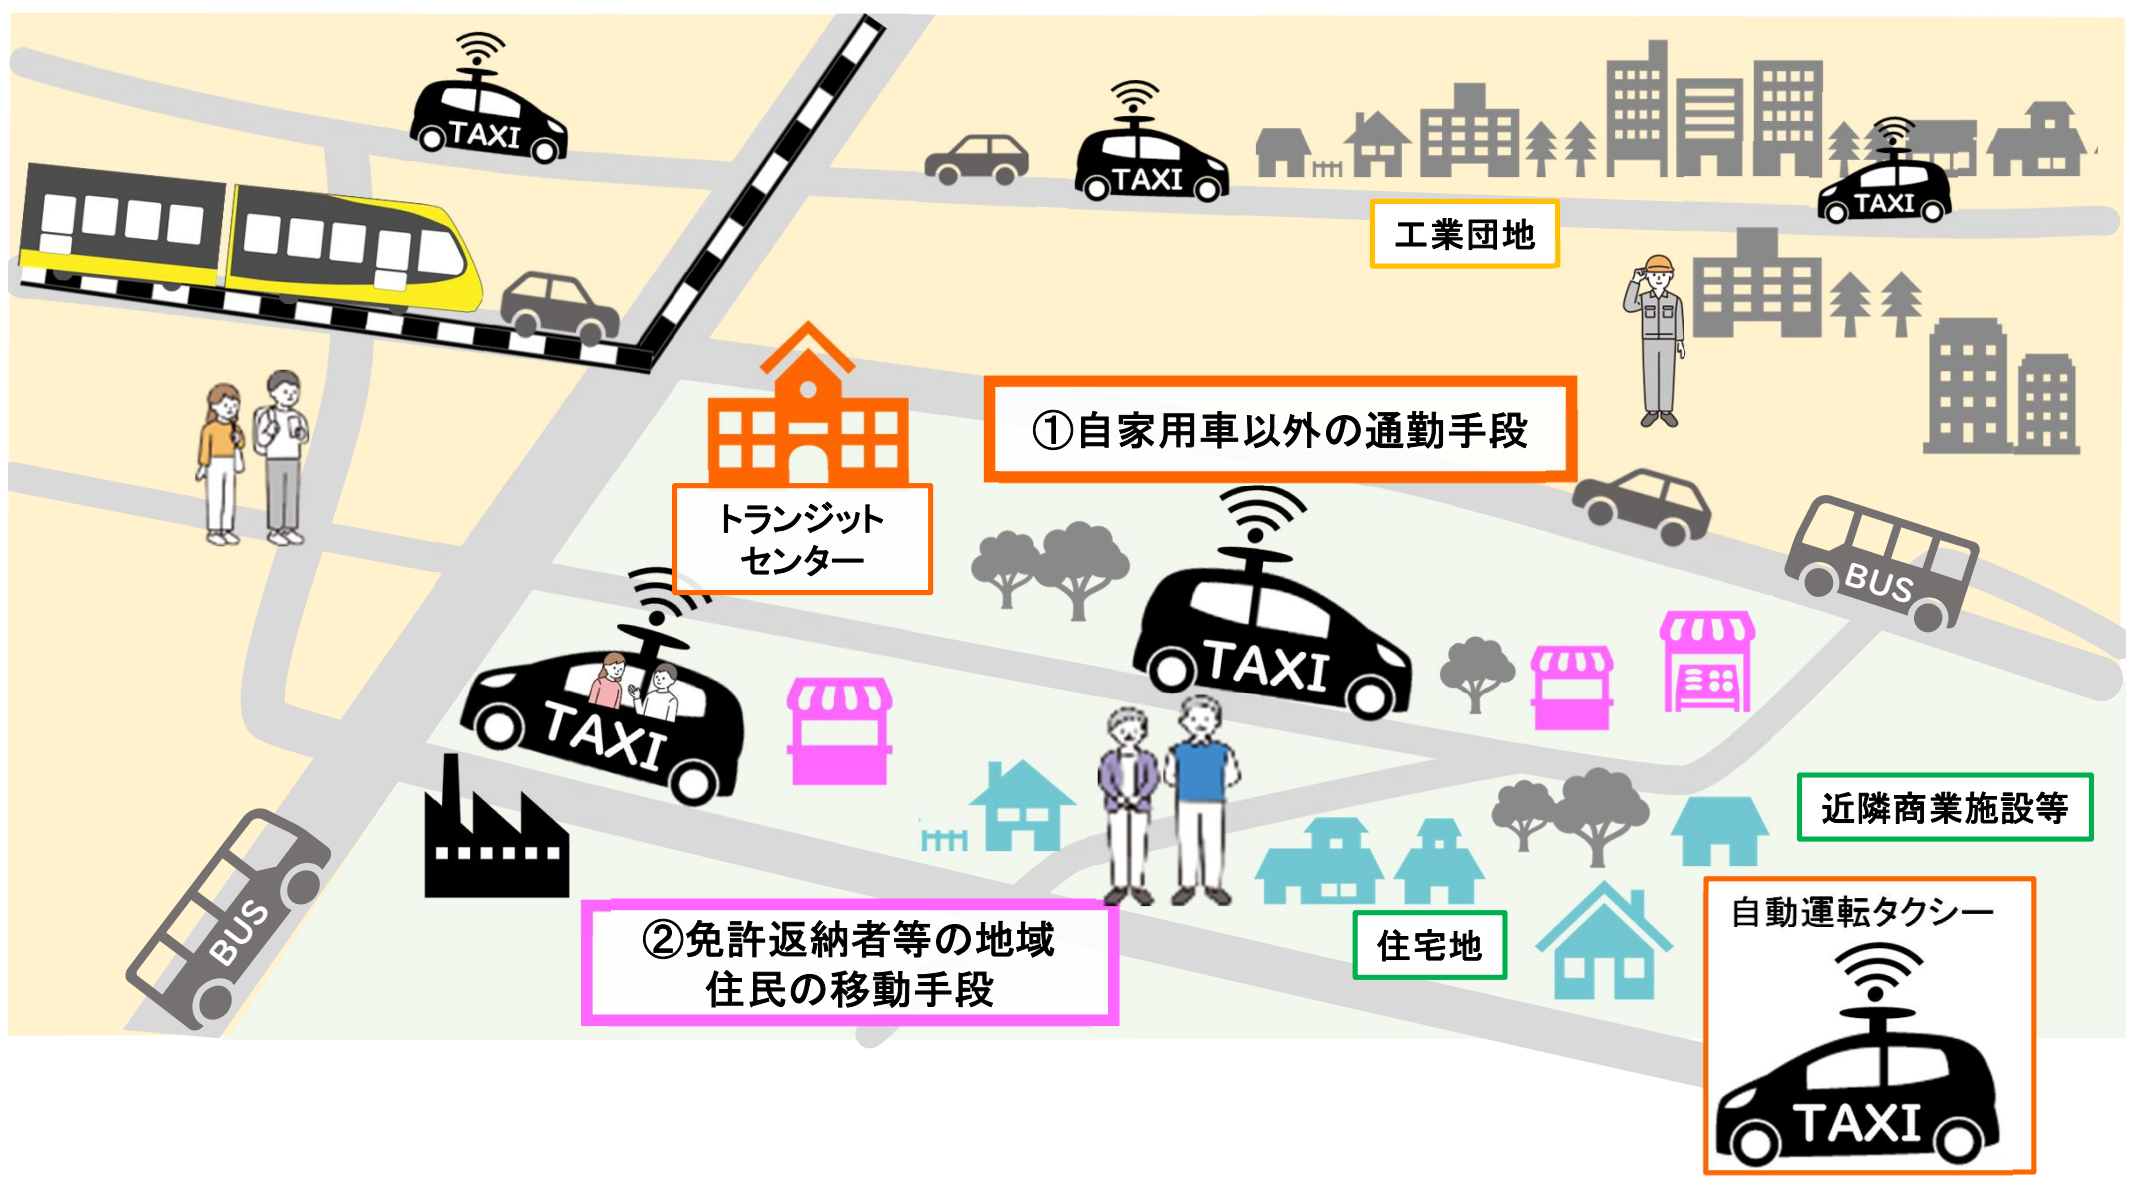 TAXI
TAXI
TAXI
工業団地
①自家用車以外の通勤手段
トランジット
センター
BUS
TAXI
TAXI
近隣商業施設等
BUS
②免許返納者等の地域
住民の移動手段
住宅地
自動運転タクシー
TAXI